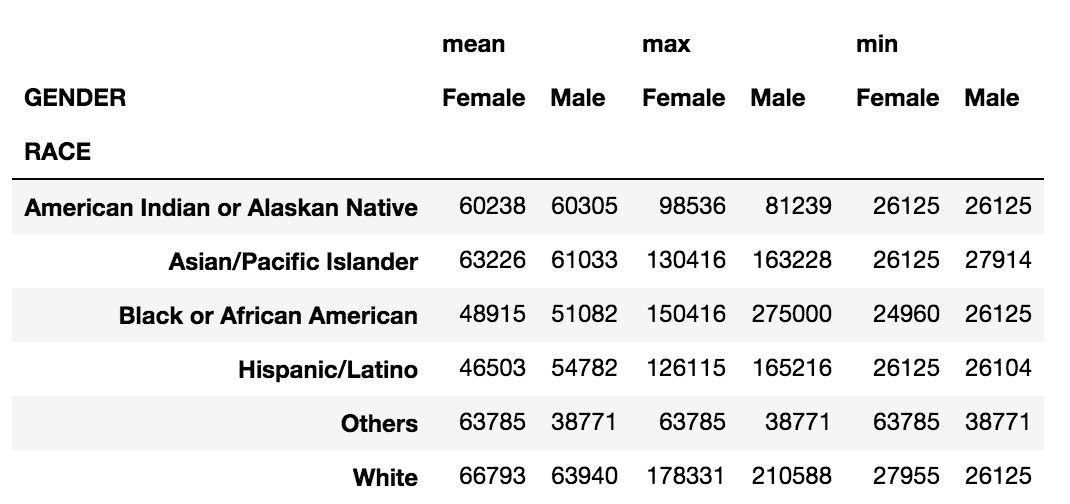 mean max min
GENDER Female Male Female Male Female Male
RACE
American Indian or Alaskan Native 60238 60305 98536 81239 26125 26125
Asian/Pacific Islander 63226 61033 130416 163228 26125 27914
Black or African American 48915 51082 150416 275000 24960 26125
Hispanic/Latino 46503 54782 126115 165216 26125 26104
Others 63785 38771 63785 38771 63785 38771
White 66793 63940 178331 210588 27955 26125